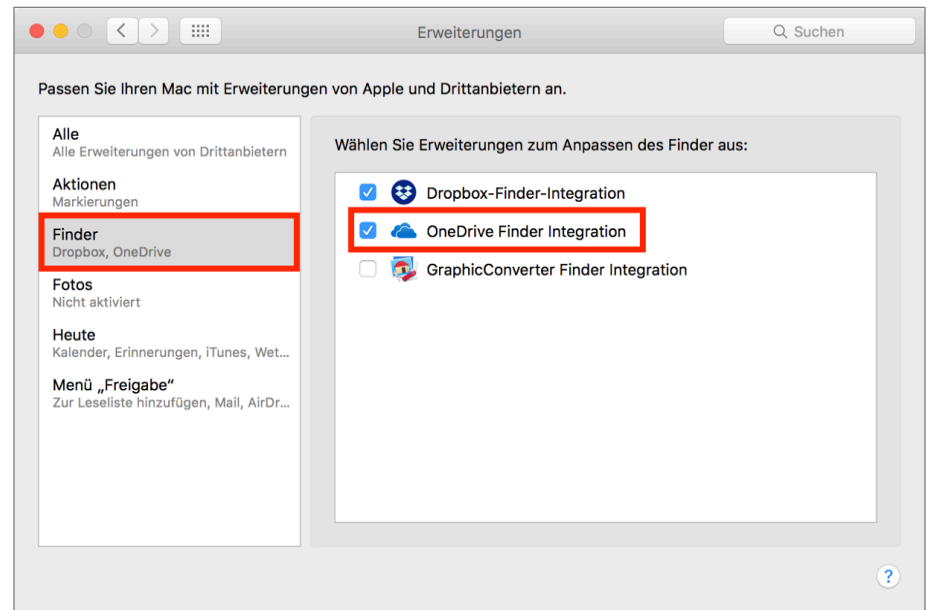 Erweiterungen
Suchen
Passen Sie Ihren Mac mit Erweiterungen von Apple und Drittanbietern an.
Alle
Alle Erweiterungen von Drittanbietern
Aktionen
Markierungen
Finder
Dropbox, OneDrive
Fotos
Nicht aktiviert
Heute
Kalender, Erinnerungen, iTunes, Wet...
Menü „Freigabe“
Zur Leseliste hinzufügen, Mail, AirDr...
Wählen Sie Erweiterungen zum Anpassen des Finder aus:
Dropbox-Finder-Integration
OneDrive Finder Integration
GraphicConverter Finder Integration
?